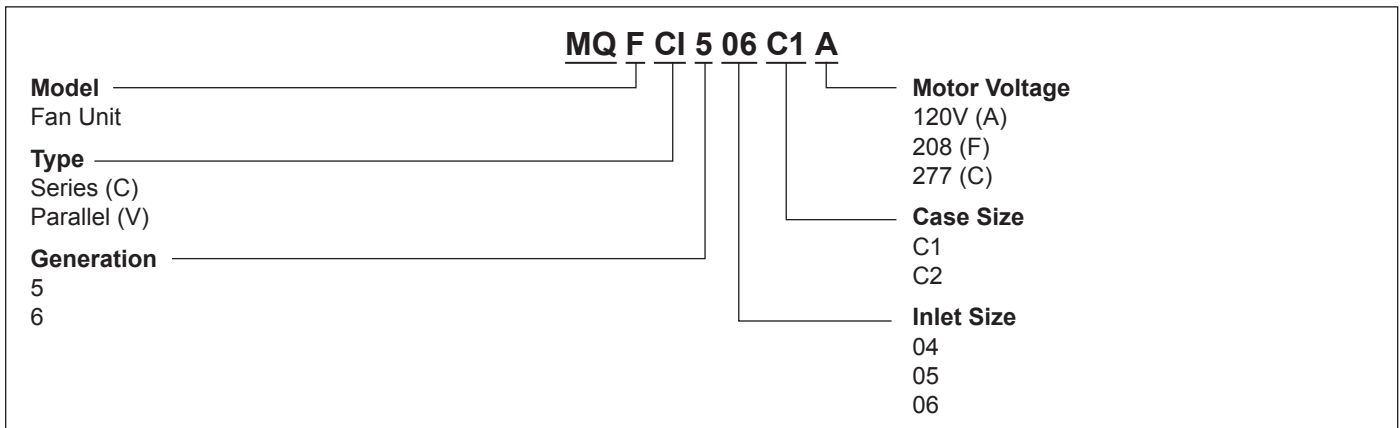 MQ F CI 5 06 C1 A
Model
Fan Unit
Type
Series (C)
Parallel (V)
Generation
5
6
Motor Voltage
120V (A)
208 (F)
277 (C)
Case Size
C1
C2
Inlet Size
04
05
06